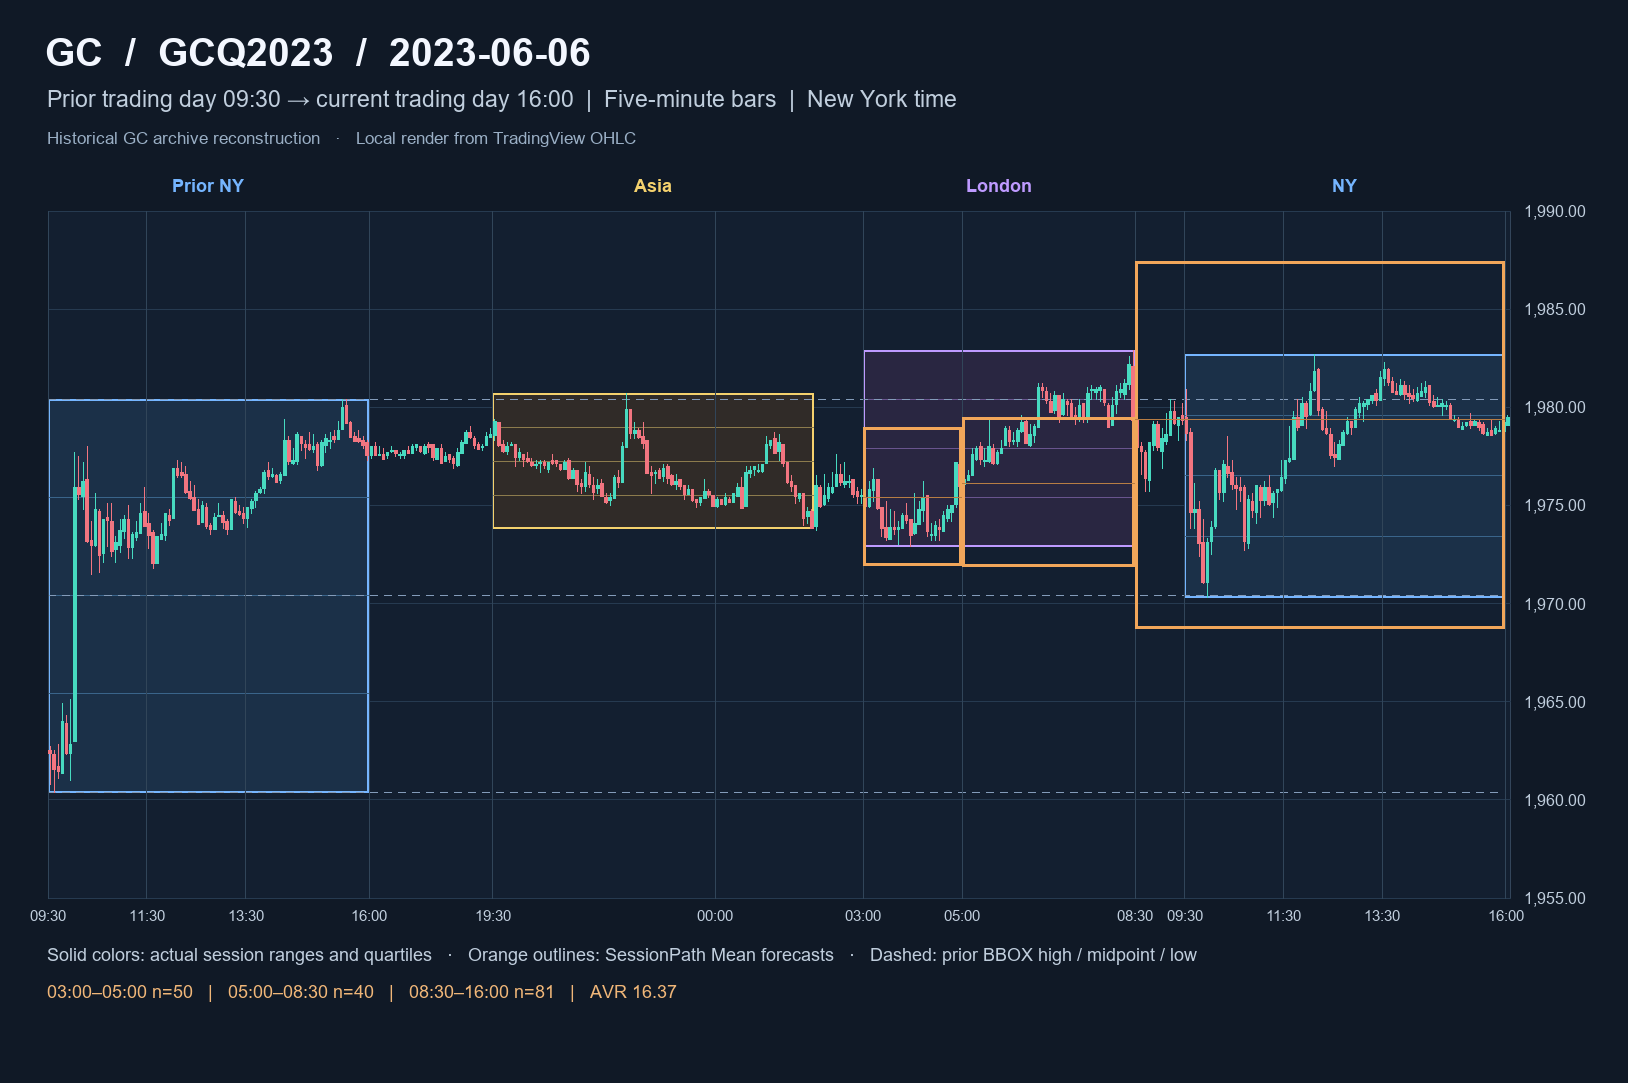 GC / GCQ2023 / 2023-06-06
Prior trading day 09:30 → current trading day 16:00 | Five-minute bars | New York time
Historical GC archive reconstruction · Local render from TradingView OHLC
Prior NY Asia London NY
1,990.00
1,985.00
1,980.00
1,975.00
1,970.00
1,965.00
1,960.00
1,955.00
09:30 11:30 13:30 16:00 19:30 00:00 03:00 05:00 08:30 09:30 11:30 13:30 16:00
Solid colors: actual session ranges and quartiles · Orange outlines: SessionPath Mean forecasts · Dashed: prior BBOX high / midpoint / low
03:00–05:00 n=50 | 05:00–08:30 n=40 | 08:30–16:00 n=81 | AVR 16.37